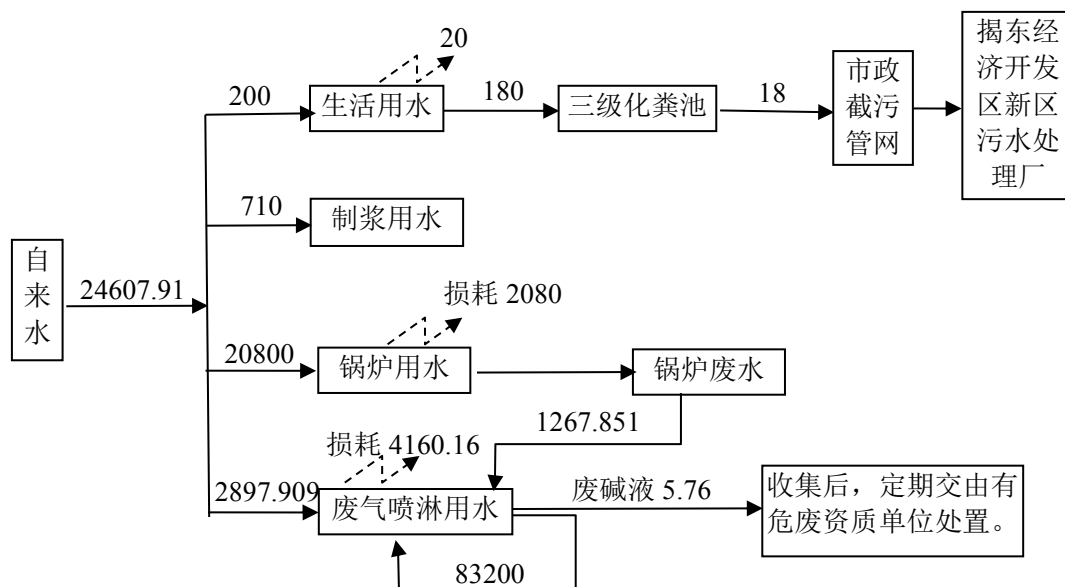 20
200
生活用水
180
三级化粪池
18
市政
截污
管网
揭东经
济开发
区新区
污水处
理厂
710
制浆用水
自
来
水
24607.91
损耗 2080
20800
锅炉用水
锅炉废水
1267.851
损耗 4160.16
2897.909
废气喷淋用水
废碱液 5.76
收集后，定期交由有
危废资质单位处置。
83200